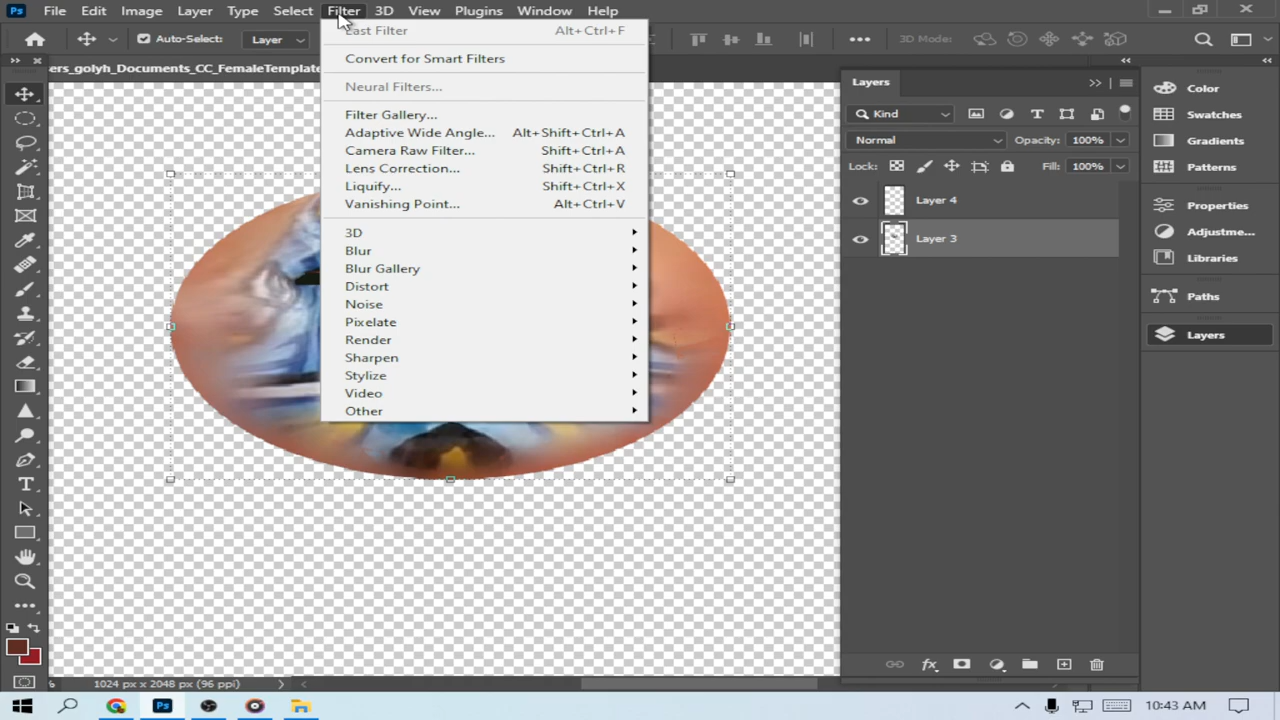 Ps File Edit Image Layer Type Select Filter 3D View Plugins Window Help
Auto-Select: Layer 3D Mode:
ers_golyh_Documents_CC_FemaleTemplate
Last Filter Alt+Ctrl+F
Convert for Smart Filters
Neural Filters...
Filter Gallery...
Adaptive Wide Angle... Alt+Shift+Ctrl+A
Camera Raw Filter... Shift+Ctrl+A
Lens Correction... Shift+Ctrl+R
Liquify... Shift+Ctrl+X
Vanishing Point... Alt+Ctrl+V
3D
Blur
Blur Gallery
Distort
Noise
Pixelate
Render
Sharpen
Stylize
Video
Other
Layers
Kind
Normal Opacity: 100%
Lock: Fill: 100%
Layer 4
Layer 3
Color
Swatches
Gradients
Patterns
Properties
Adjustme...
Libraries
Paths
Layers
fx
1024 px x 2048 px (96 ppi)
Ps 10:43 AM